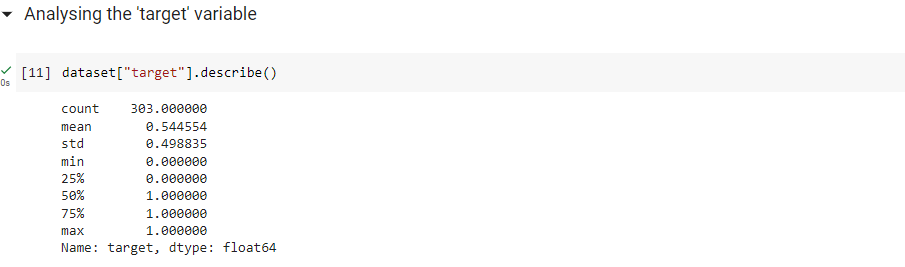 Analysing the 'target' variable
[11] dataset["target"].describe()
0s
count    303.000000
mean       0.544554
std        0.498835
min        0.000000
25%        0.000000
50%        1.000000
75%        1.000000
max        1.000000
Name: target, dtype: float64